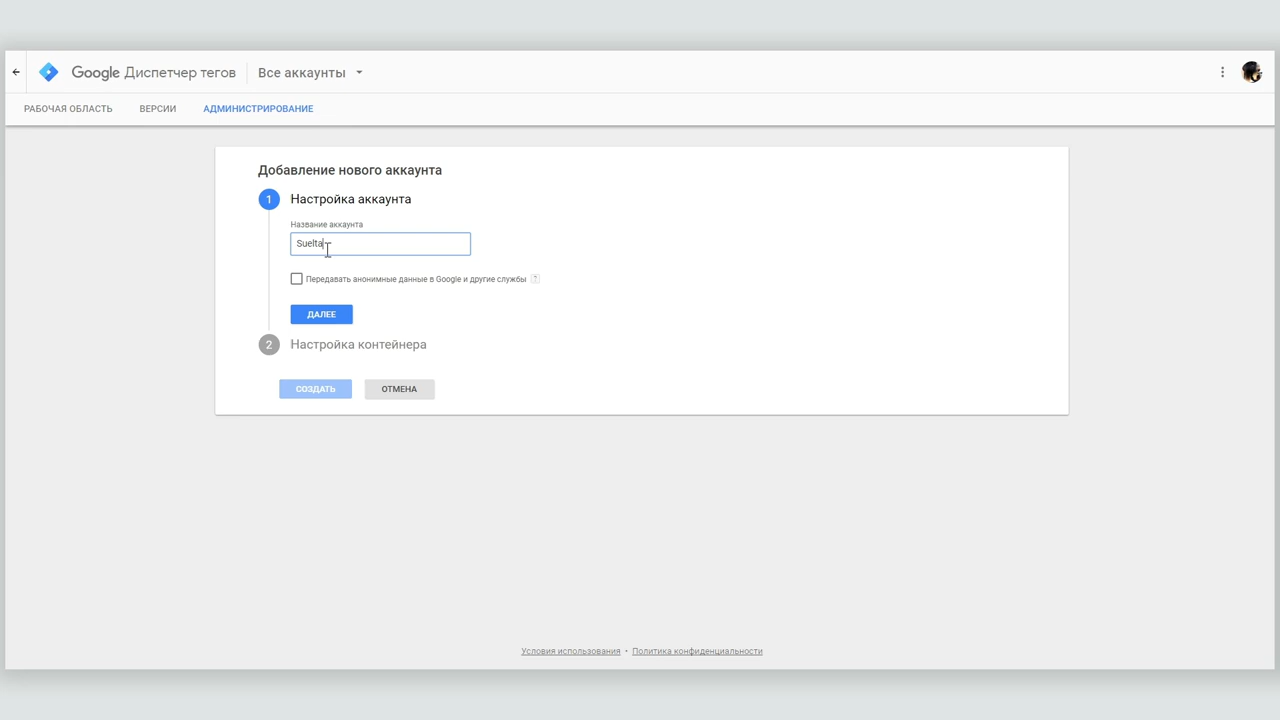 Google Диспетчер тегов Все аккаунты
РАБОЧАЯ ОБЛАСТЬ ВЕРСИИ АДМИНИСТРИРОВАНИЕ
Добавление нового аккаунта
1 Настройка аккаунта
Название аккаунта
Suelta
Передавать анонимные данные в Google и другие службы ?
ДАЛЕЕ
2 Настройка контейнера
СОЗДАТЬ ОТМЕНА
Условия использования • Политика конфиденциальности